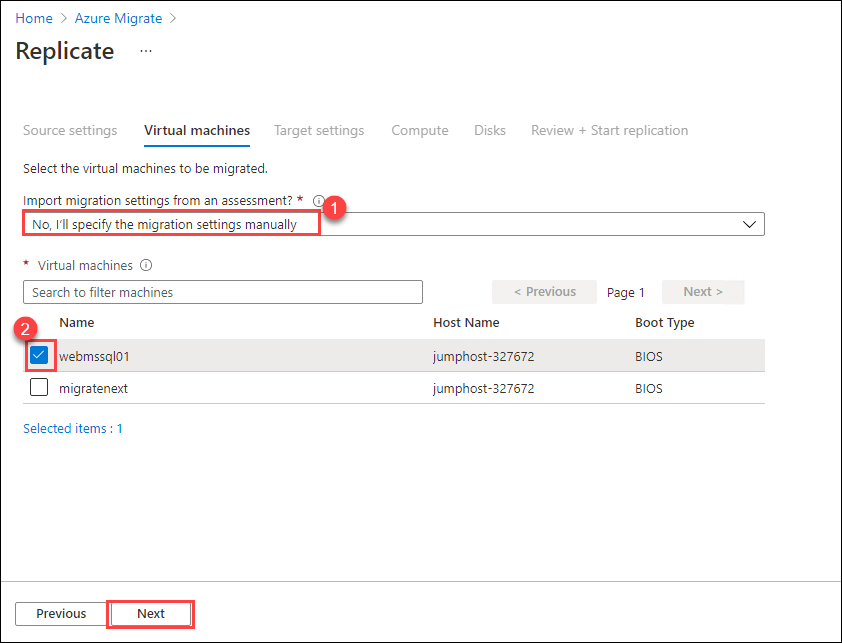 Home > Azure Migrate >
Replicate ...
Source settings Virtual machines Target settings Compute Disks Review + Start replication
Select the virtual machines to be migrated.
Import migration settings from an assessment? * 1
No, I'll specify the migration settings manually
* Virtual machines
Search to filter machines < Previous Page 1 Next >
2 Name Host Name Boot Type
webmssql01 jumphost-327672 BIOS
migratenext jumphost-327672 BIOS
Selected items : 1
Previous Next